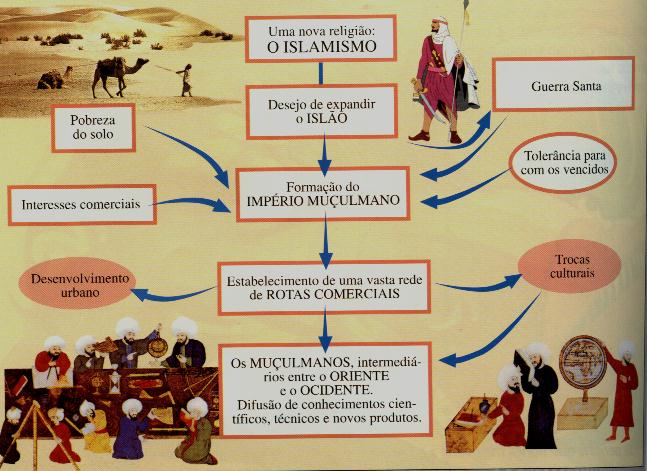 Uma nova religião:
O ISLAMISMO
Desejo de expandir
o ISLÃO
Guerra Santa
Pobreza
do solo
Tolerância para
com os vencidos
Formação do
IMPÉRIO MUÇULMANO
Interesses comerciais
Trocas
culturais
Desenvolvimento
urbano
Estabelecimento de uma vasta rede
de ROTAS COMERCIAIS
Os MUÇULMANOS, intermediá-
rios entre o ORIENTE
e o OCIDENTE.
Difusão de conhecimentos cien-
tíficos, técnicos e novos produtos.